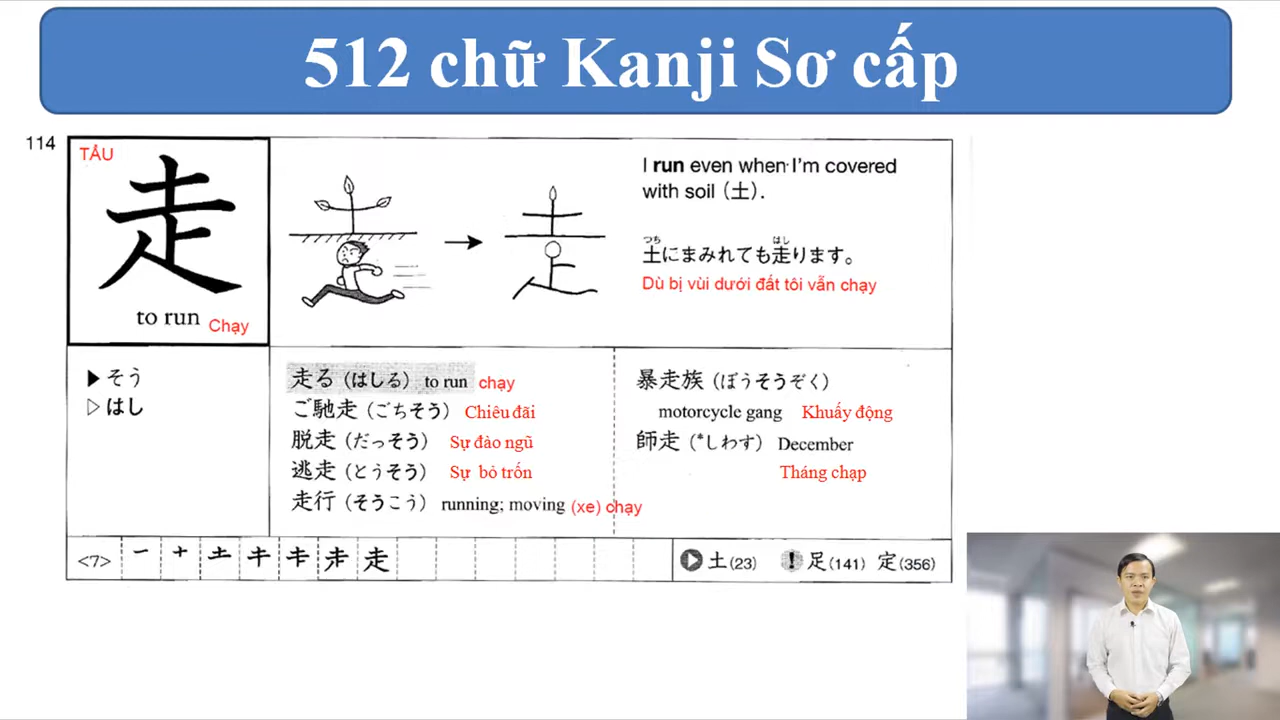 512 chữ Kanji Sơ cấp
114
TẨU
走
to run Chạy
I run even when I'm covered
with soil (土).
つち はし
土にまみれても走ります。
Dù bị vùi dưới đất tôi vẫn chạy
▶ そう
▷ はし
走る (はしる) to run chạy
ご馳走 (ごちそう) Chiêu đãi
脱走 (だっそう) Sự đào ngũ
逃走 (とうそう) Sự bỏ trốn
走行 (そうこう) running; moving (xe) chạy
暴走族 (ぼうそうぞく)
motorcycle gang Khuấy động
師走 (*しわす) December
Tháng chạp
<7> 走
土(23) 足(141) 定(356)